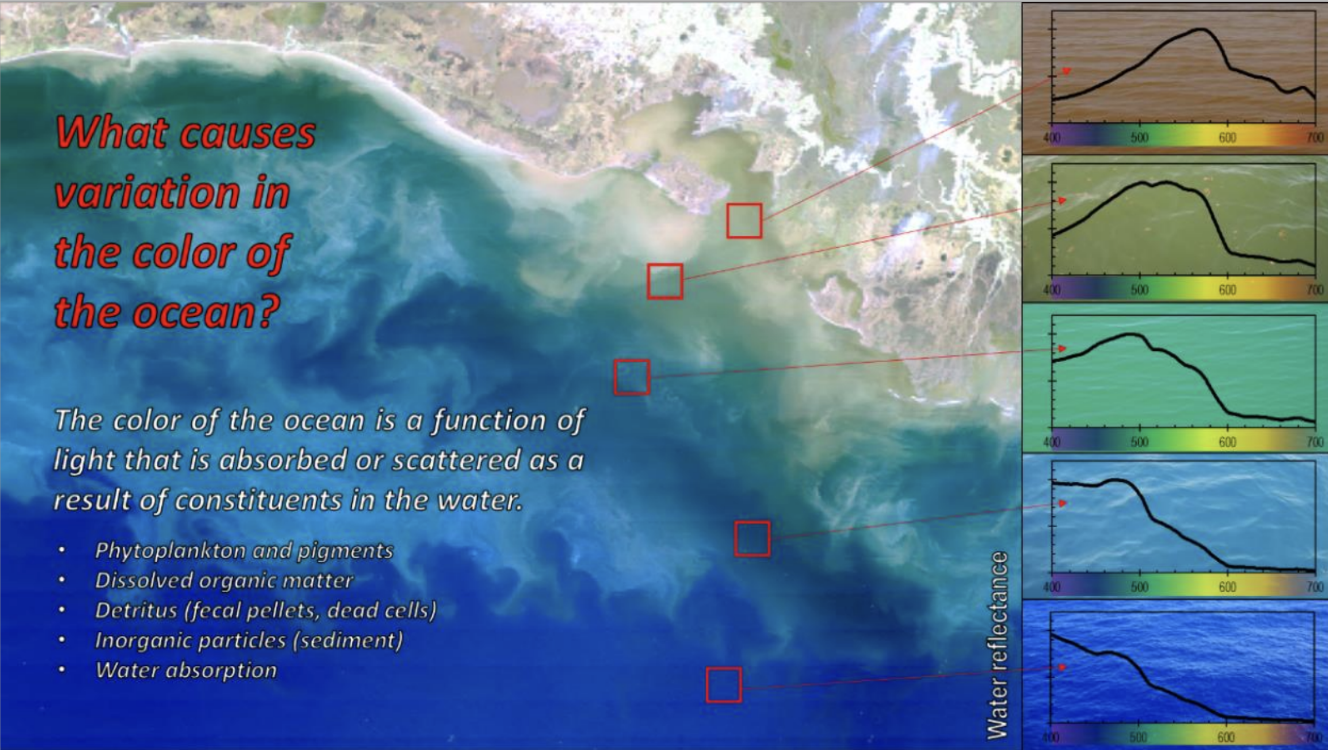 What causes
variation in
the color of
the ocean?
The color of the ocean is a function of
light that is absorbed or scattered as a
result of constituents in the water.
• Phytoplankton and pigments
• Dissolved organic matter
• Detritus (fecal pellets, dead cells)
• Inorganic particles (sediment)
• Water absorption
Water reflectance
400 500 600 700
400 500 600 700
400 500 600 700
400 500 600 700
400 500 600 700